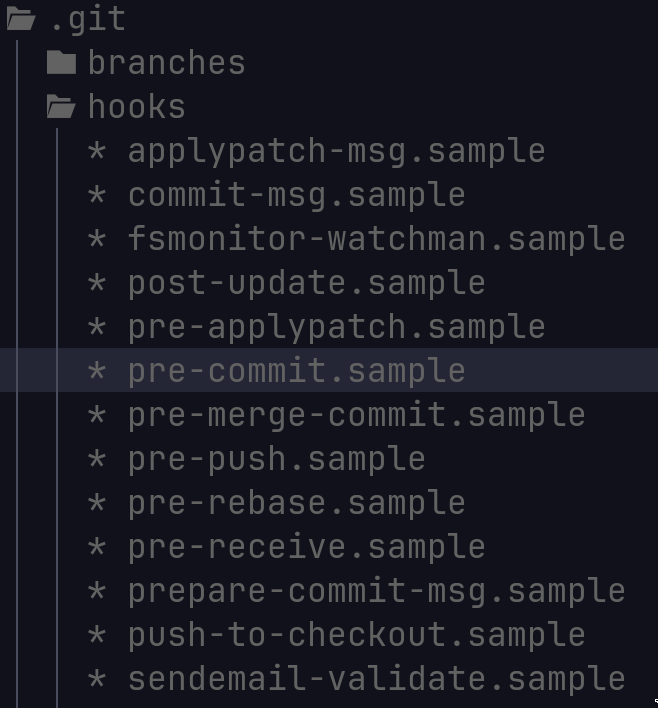 .git
branches
hooks
* applypatch-msg.sample
* commit-msg.sample
* fsmonitor-watchman.sample
* post-update.sample
* pre-applypatch.sample
* pre-commit.sample
* pre-merge-commit.sample
* pre-push.sample
* pre-rebase.sample
* pre-receive.sample
* prepare-commit-msg.sample
* push-to-checkout.sample
* sendemail-validate.sample